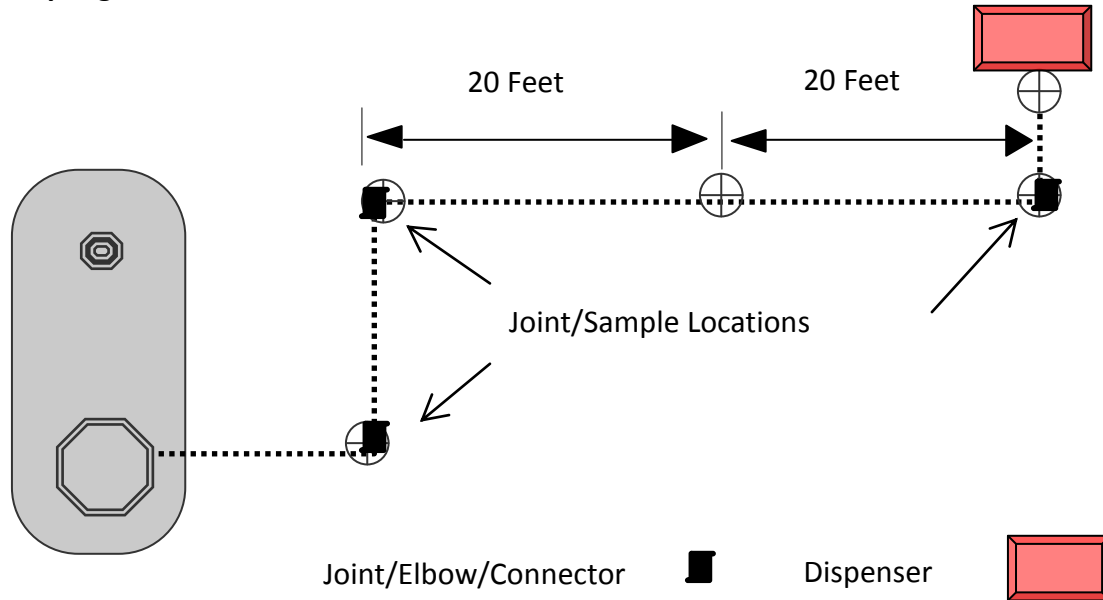 20 Feet
20 Feet
Joint/Sample Locations
Joint/Elbow/Connector
Dispenser